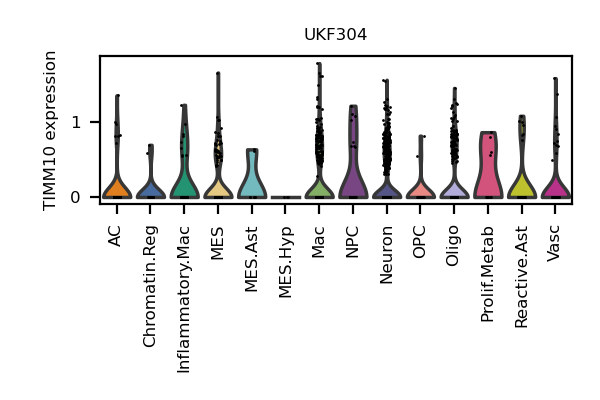 UKF304
TIMM10 expression
1
0
AC
Chromatin.Reg
Inflammatory.Mac
MES
MES.Ast
MES.Hyp
Mac
NPC
Neuron
OPC
Oligo
Prolif.Metab
Reactive.Ast
Vasc